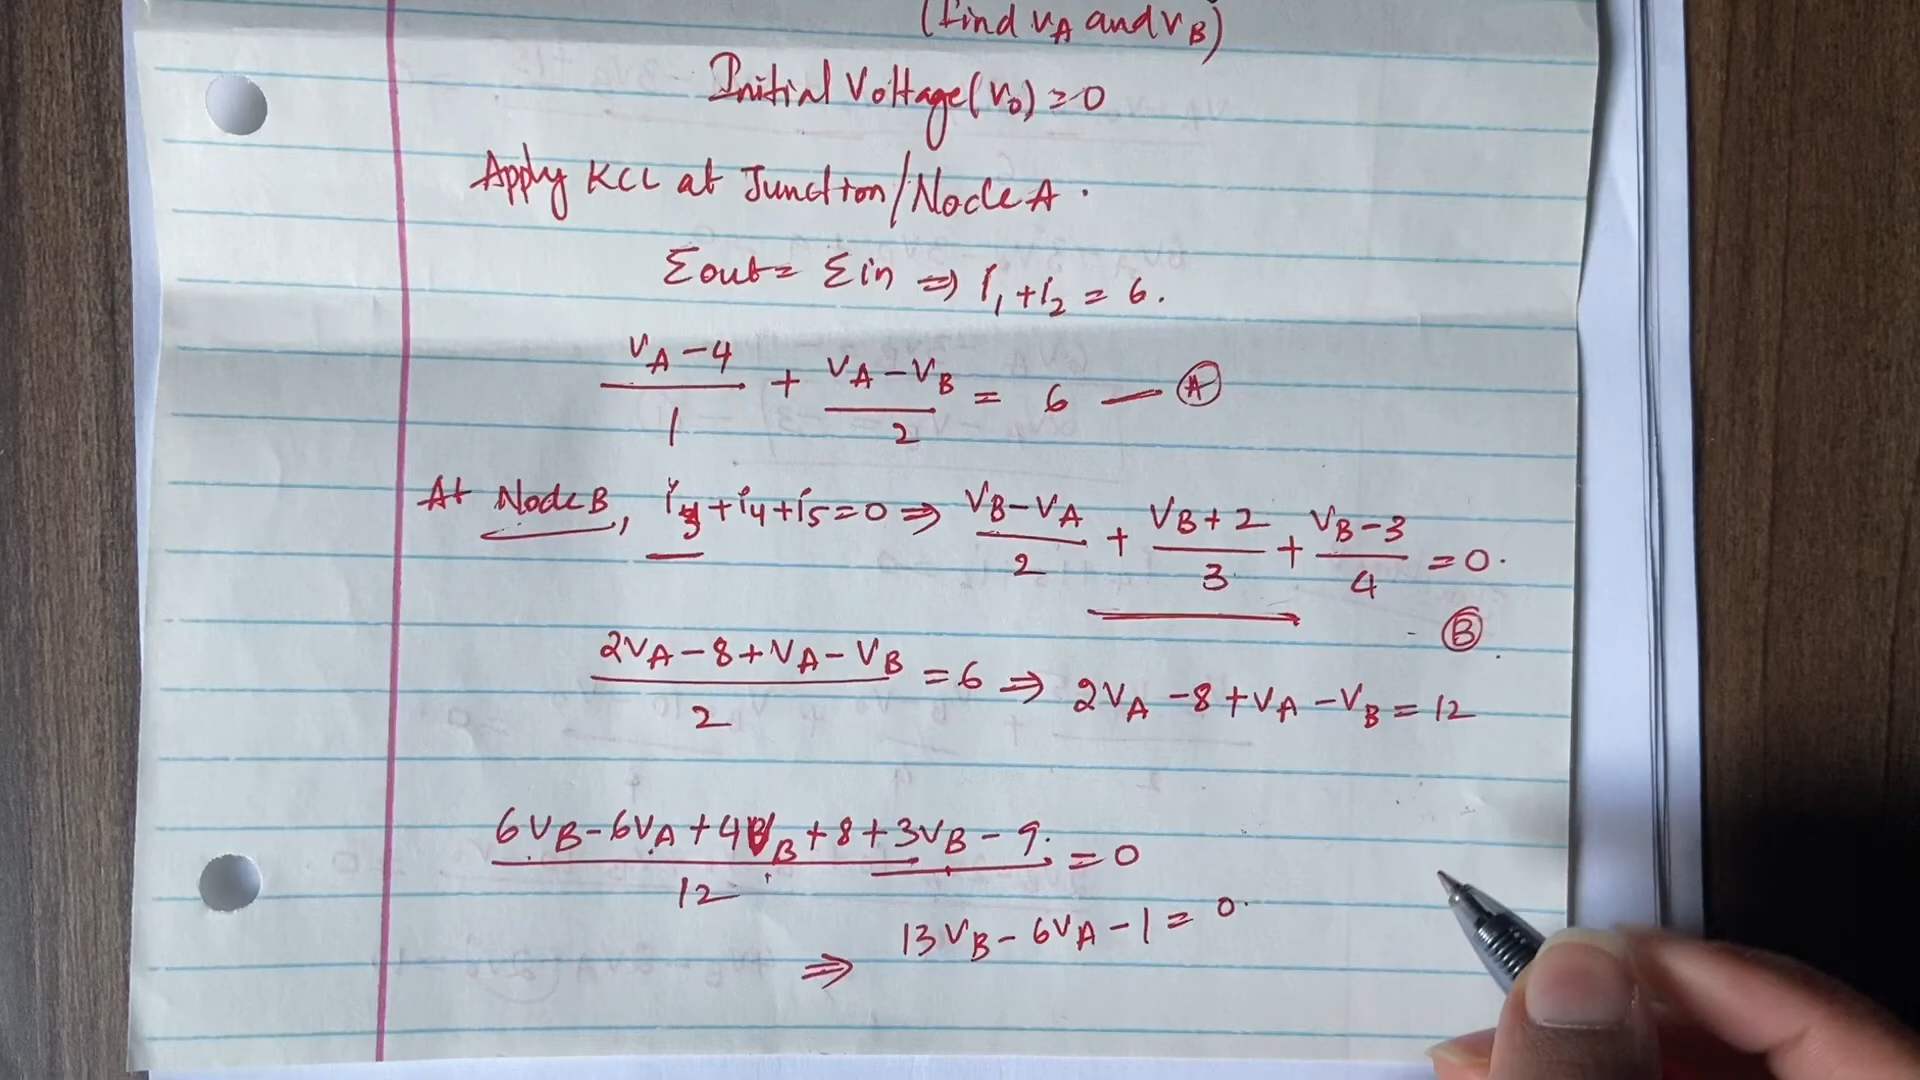 (Find VA and VB)
Initial Voltage (V0) = 0
Apply KCL at Junction/Node A.
Σout = Σin ⇒ i1 + i2 = 6.
(VA - 4)/1 + (VA - VB)/2 = 6 — Ⓐ
At Node B, i3 + i4 + i5 = 0 ⇒ (VB - VA)/2 + (VB + 2)/3 + (VB - 3)/4 = 0.
Ⓑ
(2VA - 8 + VA - VB)/2 = 6 ⇒ 2VA - 8 + VA - VB = 12
(6VB - 6VA + 4VB + 8 + 3VB - 9)/12 = 0
⇒ 13VB - 6VA - 1 = 0.